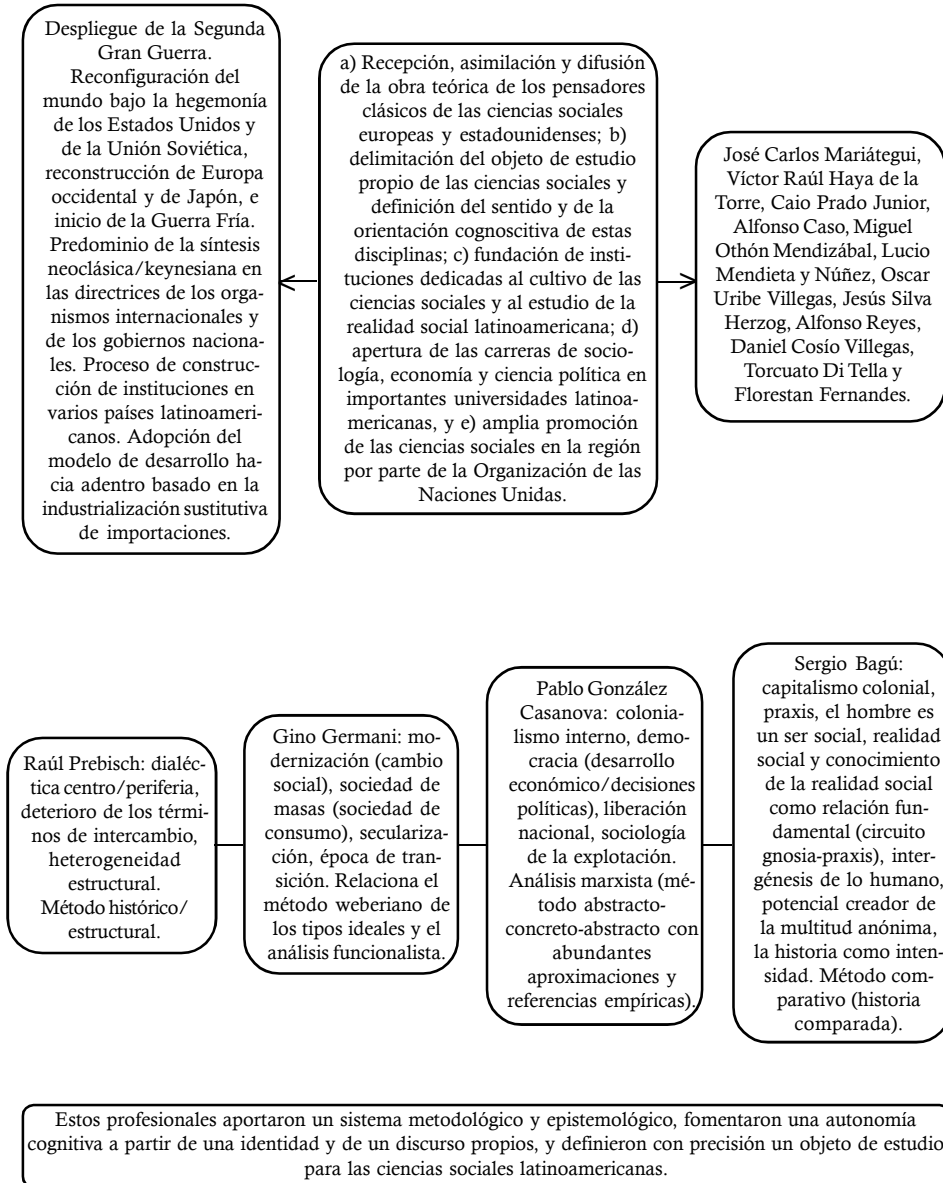 Despliegue de la Segunda
Gran Guerra.
Reconfiguración del
mundo bajo la hegemonía
de los Estados Unidos y
de la Unión Soviética,
reconstrucción de Europa
occidental y de Japón, e
inicio de la Guerra Fría.
Predominio de la síntesis
neoclásica/keynesiana en
las directrices de los orga-
nismos internacionales y
de los gobiernos naciona-
les. Proceso de construc-
ción de instituciones en
varios países latinoameri-
canos. Adopción del
modelo de desarrollo ha-
cia adentro basado en la
industrialización sustitutiva
de importaciones.
a) Recepción, asimilación y difusión
de la obra teórica de los pensadores
clásicos de las ciencias sociales
europeas y estadounidenses; b)
delimitación del objeto de estudio
propio de las ciencias sociales y
definición del sentido y de la
orientación cognoscitiva de estas
disciplinas; c) fundación de insti-
tuciones dedicadas al cultivo de las
ciencias sociales y al estudio de la
realidad social latinoamericana; d)
apertura de las carreras de socio-
logía, economía y ciencia política en
importantes universidades latinoa-
mericanas, y e) amplia promoción
de las ciencias sociales en la región
por parte de la Organización de las
Naciones Unidas.
José Carlos Mariátegui,
Víctor Raúl Haya de la
Torre, Caio Prado Junior,
Alfonso Caso, Miguel
Othón Mendizábal, Lucio
Mendieta y Núñez, Oscar
Uribe Villegas, Jesús Silva
Herzog, Alfonso Reyes,
Daniel Cosío Villegas,
Torcuato Di Tella y
Florestan Fernandes.
Raúl Prebisch: dialéc-
tica centro/periferia,
deterioro de los térmi-
nos de intercambio,
heterogeneidad
estructural.
Método histórico/
estructural.
Gino Germani: mo-
dernización (cambio
social), sociedad de
masas (sociedad de
consumo), seculariza-
ción, época de tran-
sición. Relaciona el
método weberiano de
los tipos ideales y el
análisis funcionalista.
Pablo González
Casanova: colonia-
lismo interno, demo-
cracia (desarrollo
económico/decisiones
políticas), liberación
nacional, sociología
de la explotación.
Análisis marxista (mé-
todo abstracto-
concreto-abstracto con
abundantes
aproximaciones y
referencias empíricas).
Sergio Bagú:
capitalismo colonial,
praxis, el hombre es
un ser social, realidad
social y conocimiento
de la realidad social
como relación fun-
damental (circuito
gnosia-praxis), inter-
génesis de lo humano,
potencial creador de
la multitud anónima,
la historia como inten-
sidad. Método com-
parativo (historia
comparada).
Estos profesionales aportaron un sistema metodológico y epistemológico, fomentaron una autonomía
cognitiva a partir de una identidad y de un discurso propios, y definieron con precisión un objeto de estudio
para las ciencias sociales latinoamericanas.